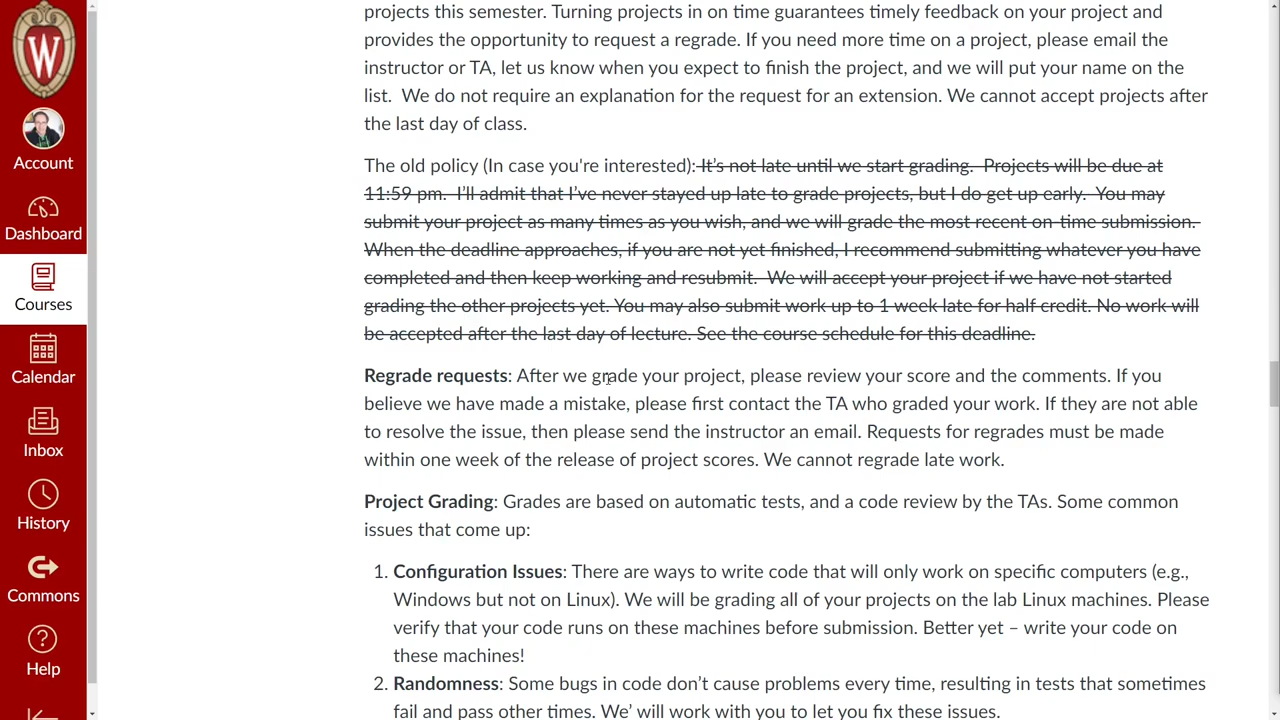 projects this semester. Turning projects in on time guarantees timely feedback on your project and
provides the opportunity to request a regrade. If you need more time on a project, please email the
instructor or TA, let us know when you expect to finish the project, and we will put your name on the
list.  We do not require an explanation for the request for an extension. We cannot accept projects after
the last day of class.
The old policy (In case you're interested): It’s not late until we start grading.  Projects will be due at
11:59 pm.  I’ll admit that I’ve never stayed up late to grade projects, but I do get up early.  You may
submit your project as many times as you wish, and we will grade the most recent on-time submission.
When the deadline approaches, if you are not yet finished, I recommend submitting whatever you have
completed and then keep working and resubmit.  We will accept your project if we have not started
grading the other projects yet. You may also submit work up to 1 week late for half credit. No work will
be accepted after the last day of lecture. See the course schedule for this deadline.
Regrade requests: After we grade your project, please review your score and the comments. If you
believe we have made a mistake, please first contact the TA who graded your work. If they are not able
to resolve the issue, then please send the instructor an email. Requests for regrades must be made
within one week of the release of project scores. We cannot regrade late work.
Project Grading: Grades are based on automatic tests, and a code review by the TAs. Some common
issues that come up:
1. Configuration Issues: There are ways to write code that will only work on specific computers (e.g.,
Windows but not on Linux). We will be grading all of your projects on the lab Linux machines. Please
verify that your code runs on these machines before submission. Better yet – write your code on
these machines!
2. Randomness: Some bugs in code don’t cause problems every time, resulting in tests that sometimes
fail and pass other times. We’ will work with you to let you fix these issues.
W
Account
Dashboard
Courses
Calendar
Inbox
History
Commons
Help